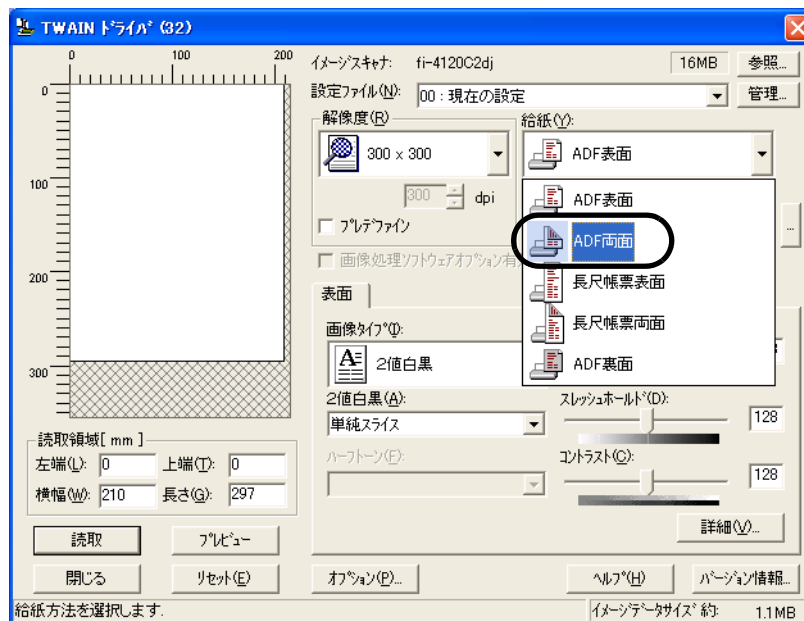 TWAIN ﾄﾞﾗｲﾊﾞ (32)
0 100 200
0
100
200
300
ｲﾒｰｼﾞｽｷｬﾅ: fi-4120C2dj 16MB 参照...
設定ﾌｧｲﾙ(N): 00 : 現在の設定 管理...
解像度(R)
300 × 300
300 dpi
ﾌﾟﾚﾃﾞﾌｧｲﾝ
給紙(Y):
ADF表面
ADF表面
ADF両面
長尺帳票表面
長尺帳票両面
ADF裏面
...
画像処理ｿﾌﾄｳｪｱｵﾌﾟｼｮﾝ有
表面
画像ﾀｲﾌﾟ(I):
2値白黒
2値白黒(A):
単純ｽﾗｲｽ
ﾊｰﾌﾄｰﾝ(F):
ｽﾚｯｼｭﾎｰﾙﾄﾞ(D):
128
ｺﾝﾄﾗｽﾄ(C):
128
詳細(V)...
読取領域[ mm ]
左端(L): 0 上端(T): 0
横幅(W): 210 長さ(G): 297
読取 ﾌﾟﾚﾋﾞｭｰ
閉じる ﾘｾｯﾄ(E) ｵﾌﾟｼｮﾝ(P)... ﾍﾙﾌﾟ(H) ﾊﾞｰｼﾞｮﾝ情報...
給紙方法を選択します. ｲﾒｰｼﾞﾃﾞｰﾀｻｲｽﾞ約: 1.1MB